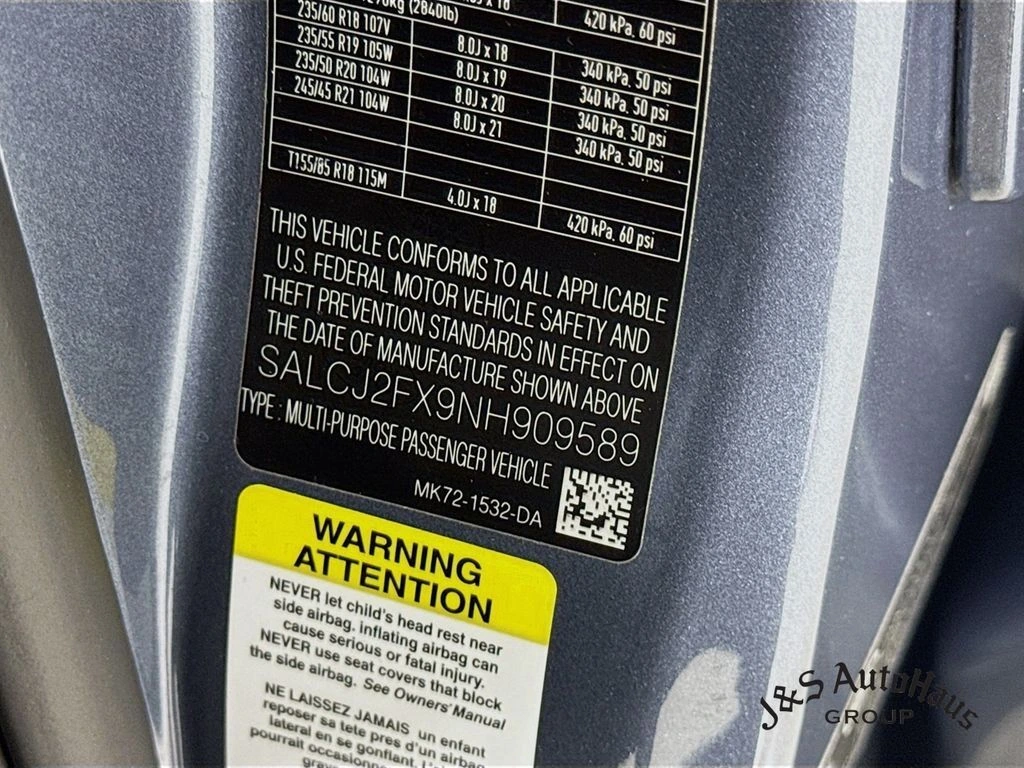 1290kg (2840lb)
420 kPa. 60 psi
235/60 R18 107V 8.0J x 18 340 kPa. 50 psi
235/55 R19 105W 8.0J x 19 340 kPa. 50 psi
235/50 R20 104W 8.0J x 20 340 kPa. 50 psi
245/45 R21 104W 8.0J x 21 340 kPa. 50 psi
T155/85 R18 115M 4.0J x 18 420 kPa. 60 psi
THIS VEHICLE CONFORMS TO ALL APPLICABLE
U.S. FEDERAL MOTOR VEHICLE SAFETY AND
THEFT PREVENTION STANDARDS IN EFFECT ON
THE DATE OF MANUFACTURE SHOWN ABOVE
SALCJ2FX9NH909589
TYPE : MULTI-PURPOSE PASSENGER VEHICLE
MK72-1532-DA
WARNING
ATTENTION
NEVER let child's head rest near
side airbag, inflating airbag can
cause serious or fatal injury.
NEVER use seat covers that block
the side airbag. See Owners' Manual
NE LAISSEZ JAMAIS un enfant
reposer sa tete pres d'un airbag
lateral en se gonflant. L'
pourrait
J&S AutoHaus
GROUP